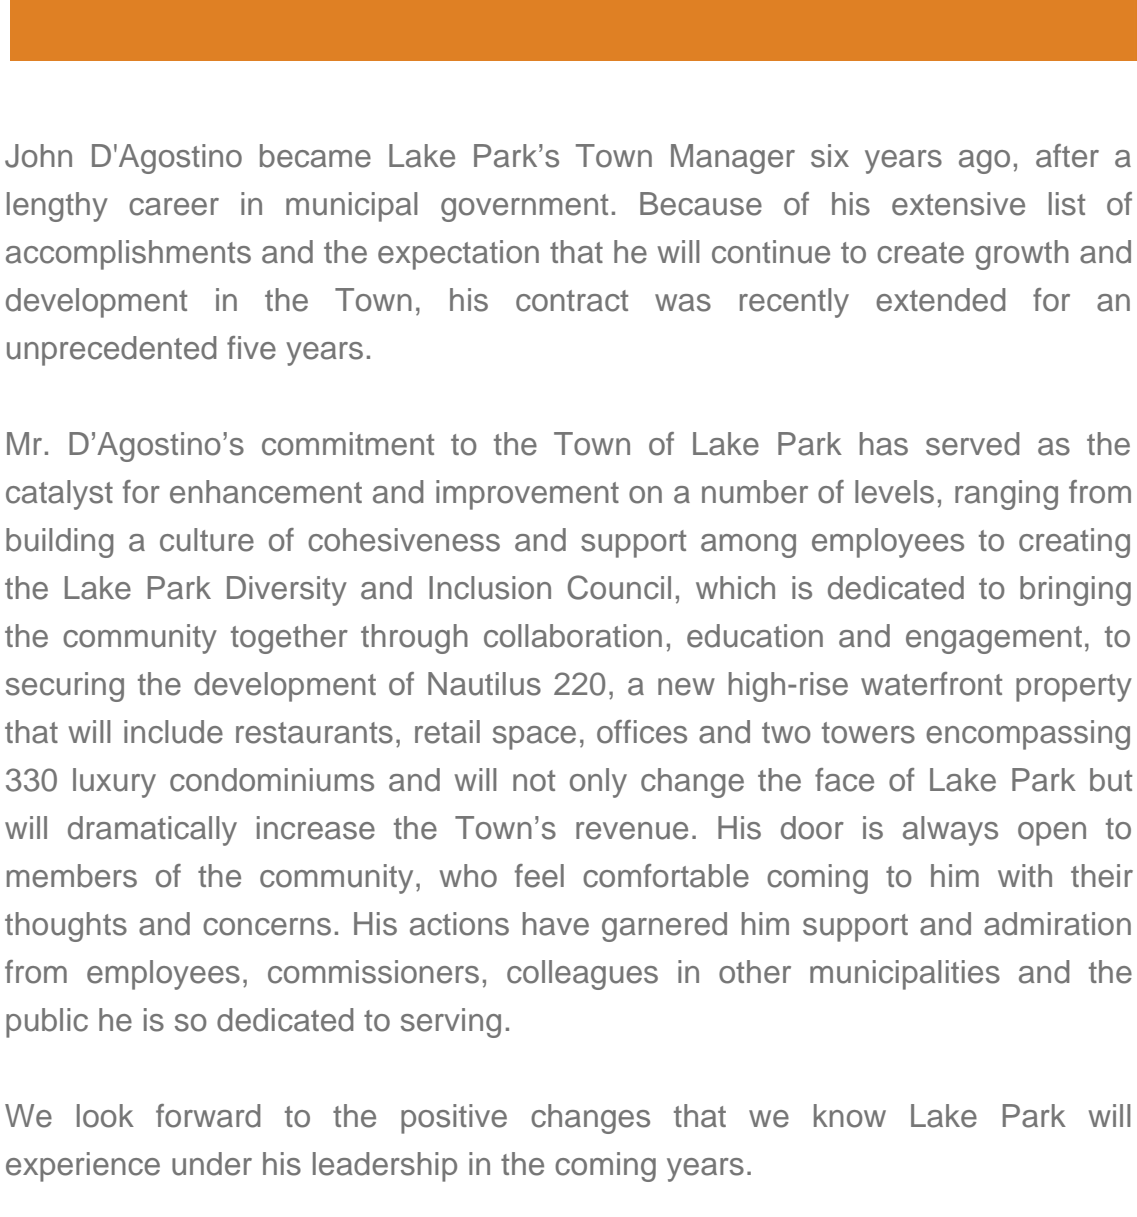 John D'Agostino became Lake Park’s Town Manager six years ago, after a
lengthy career in municipal government. Because of his extensive list of
accomplishments and the expectation that he will continue to create growth and
development in the Town, his contract was recently extended for an
unprecedented five years.
Mr. D’Agostino’s commitment to the Town of Lake Park has served as the
catalyst for enhancement and improvement on a number of levels, ranging from
building a culture of cohesiveness and support among employees to creating
the Lake Park Diversity and Inclusion Council, which is dedicated to bringing
the community together through collaboration, education and engagement, to
securing the development of Nautilus 220, a new high-rise waterfront property
that will include restaurants, retail space, offices and two towers encompassing
330 luxury condominiums and will not only change the face of Lake Park but
will dramatically increase the Town’s revenue. His door is always open to
members of the community, who feel comfortable coming to him with their
thoughts and concerns. His actions have garnered him support and admiration
from employees, commissioners, colleagues in other municipalities and the
public he is so dedicated to serving.
We look forward to the positive changes that we know Lake Park will
experience under his leadership in the coming years.